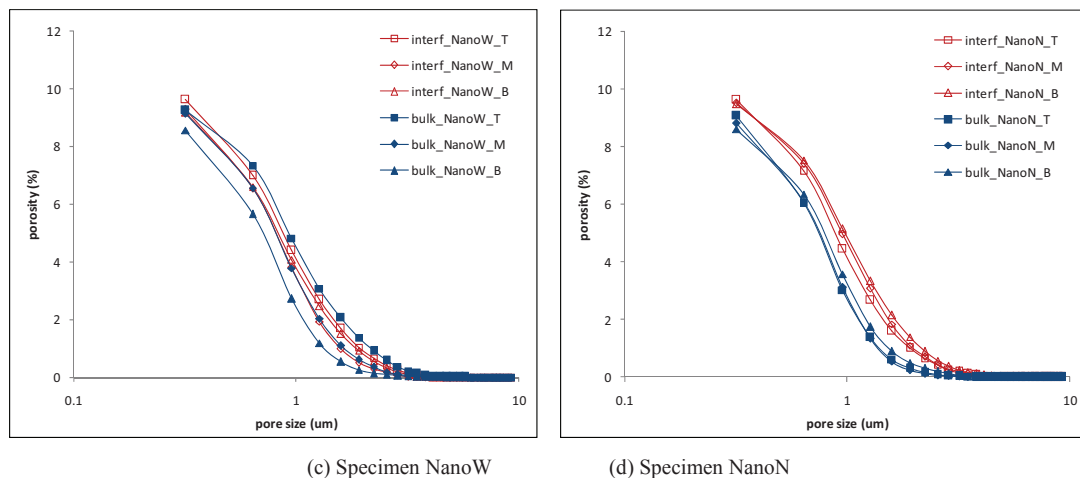 12
10
8
6
4
2
0
porosity (%)
0.1
1
10
pore size (um)
interf_NanoW_T
interf_NanoW_M
interf_NanoW_B
bulk_NanoW_T
bulk_NanoW_M
bulk_NanoW_B
12
10
8
6
4
2
0
porosity (%)
0.1
1
10
pore size (um)
interf_NanoN_T
interf_NanoN_M
interf_NanoN_B
bulk_NanoN_T
bulk_NanoN_M
bulk_NanoN_B
(c) Specimen NanoW
(d) Specimen NanoN